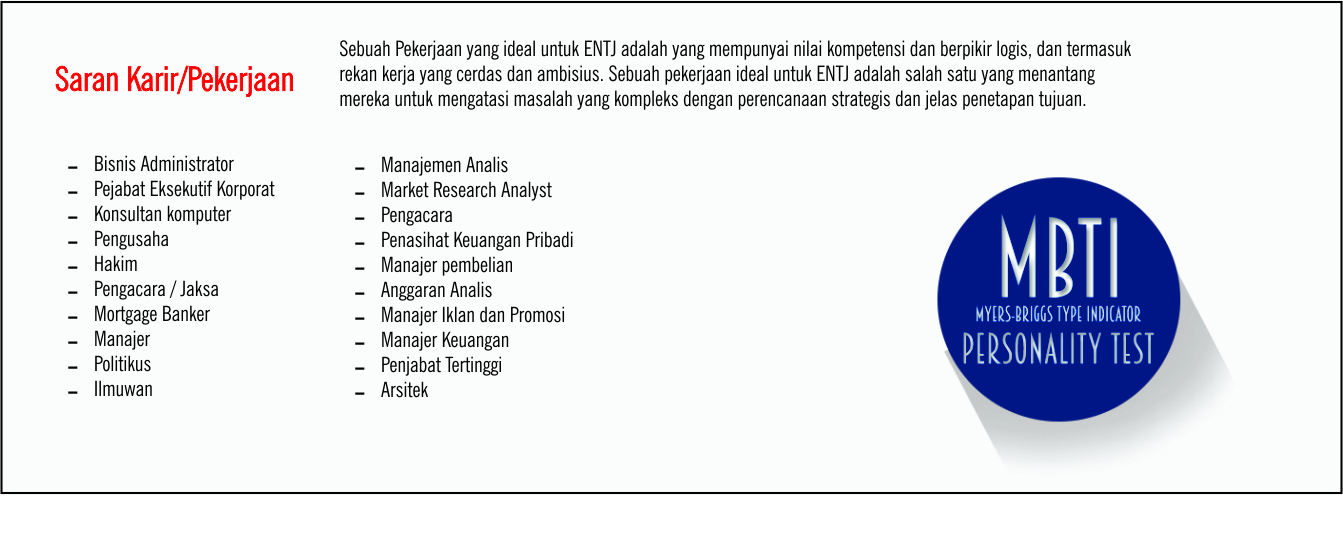 Saran Karir/Pekerjaan
Sebuah Pekerjaan yang ideal untuk ENTJ adalah yang mempunyai nilai kompetensi dan berpikir logis, dan termasuk
rekan kerja yang cerdas dan ambisius. Sebuah pekerjaan ideal untuk ENTJ adalah salah satu yang menantang
mereka untuk mengatasi masalah yang kompleks dengan perencanaan strategis dan jelas penetapan tujuan.
- Bisnis Administrator
- Pejabat Eksekutif Korporat
- Konsultan komputer
- Pengusaha
- Hakim
- Pengacara / Jaksa
- Mortgage Banker
- Manajer
- Politikus
- Ilmuwan
- Manajemen Analis
- Market Research Analyst
- Pengacara
- Penasihat Keuangan Pribadi
- Manajer pembelian
- Anggaran Analis
- Manajer Iklan dan Promosi
- Manajer Keuangan
- Penjabat Tertinggi
- Arsitek
MBTI
MYERS-BRIGGS TYPE INDICATOR
PERSONALITY TEST